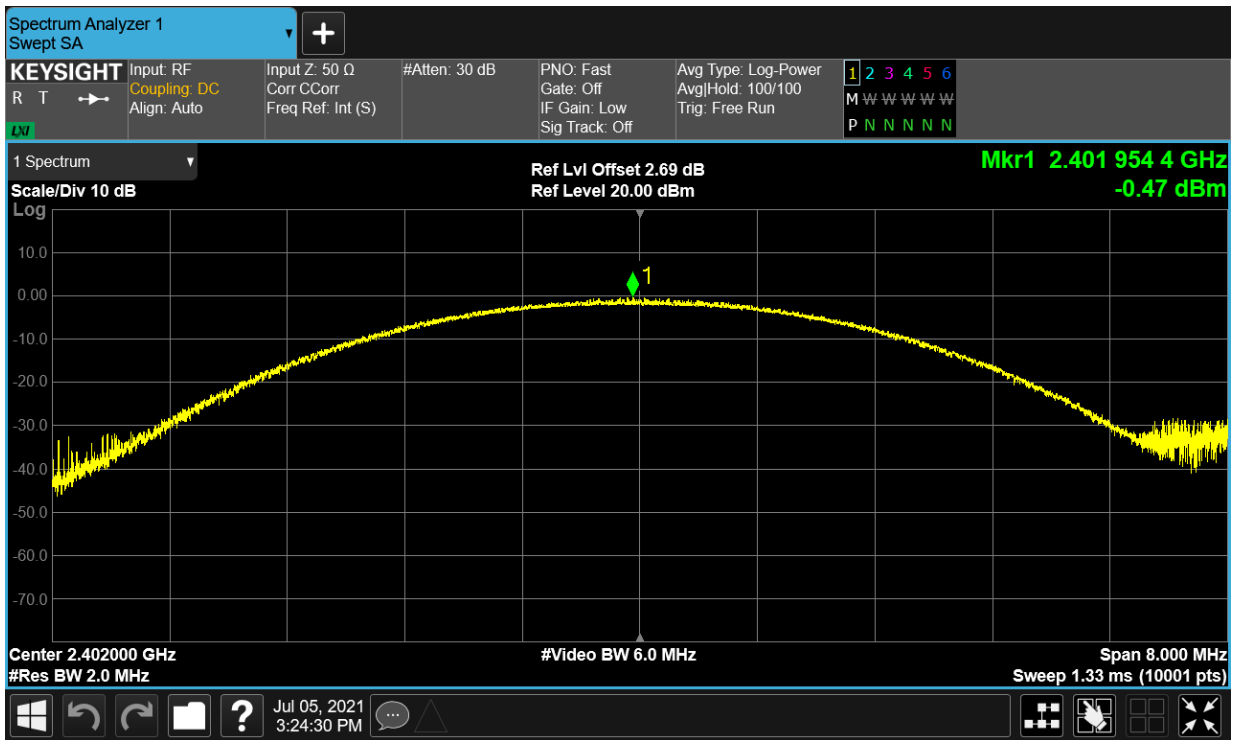 Spectrum Analyzer 1
Swept SA
+
KEYSIGHT
R T
LXI
Input: RF
Coupling: DC
Align: Auto
Input Z: 50 Ω
Corr CCorr
Freq Ref: Int (S)
#Atten: 30 dB
PNO: Fast
Gate: Off
IF Gain: Low
Sig Track: Off
Avg Type: Log-Power
Avg|Hold: 100/100
Trig: Free Run
1 2 3 4 5 6
M W W W W W
P N N N N N
1 Spectrum
Scale/Div 10 dB
Log
Ref Lvl Offset 2.69 dB
Ref Level 20.00 dBm
Mkr1 2.401 954 4 GHz
-0.47 dBm
1
10.0
0.00
-10.0
-20.0
-30.0
-40.0
-50.0
-60.0
-70.0
Center 2.402000 GHz
#Res BW 2.0 MHz
#Video BW 6.0 MHz
Span 8.000 MHz
Sweep 1.33 ms (10001 pts)
?
Jul 05, 2021
3:24:30 PM